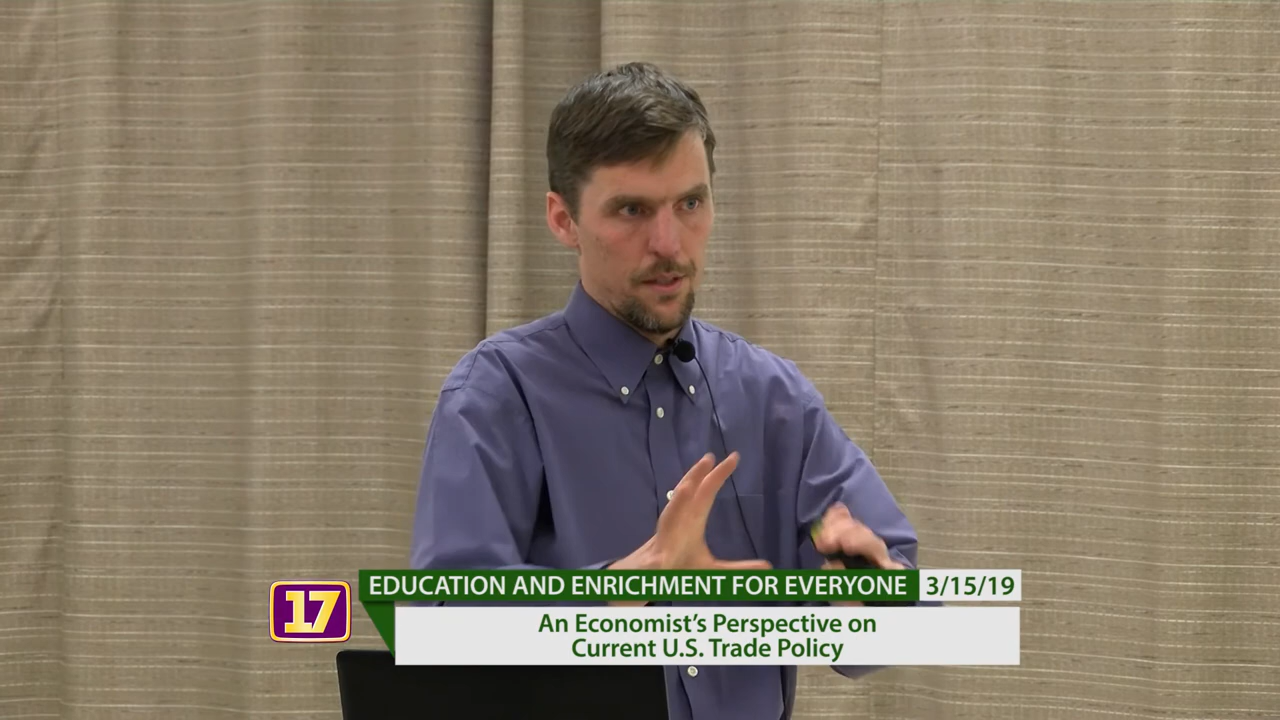 17
EDUCATION AND ENRICHMENT FOR EVERYONE 3/15/19
An Economist's Perspective on
Current U.S. Trade Policy